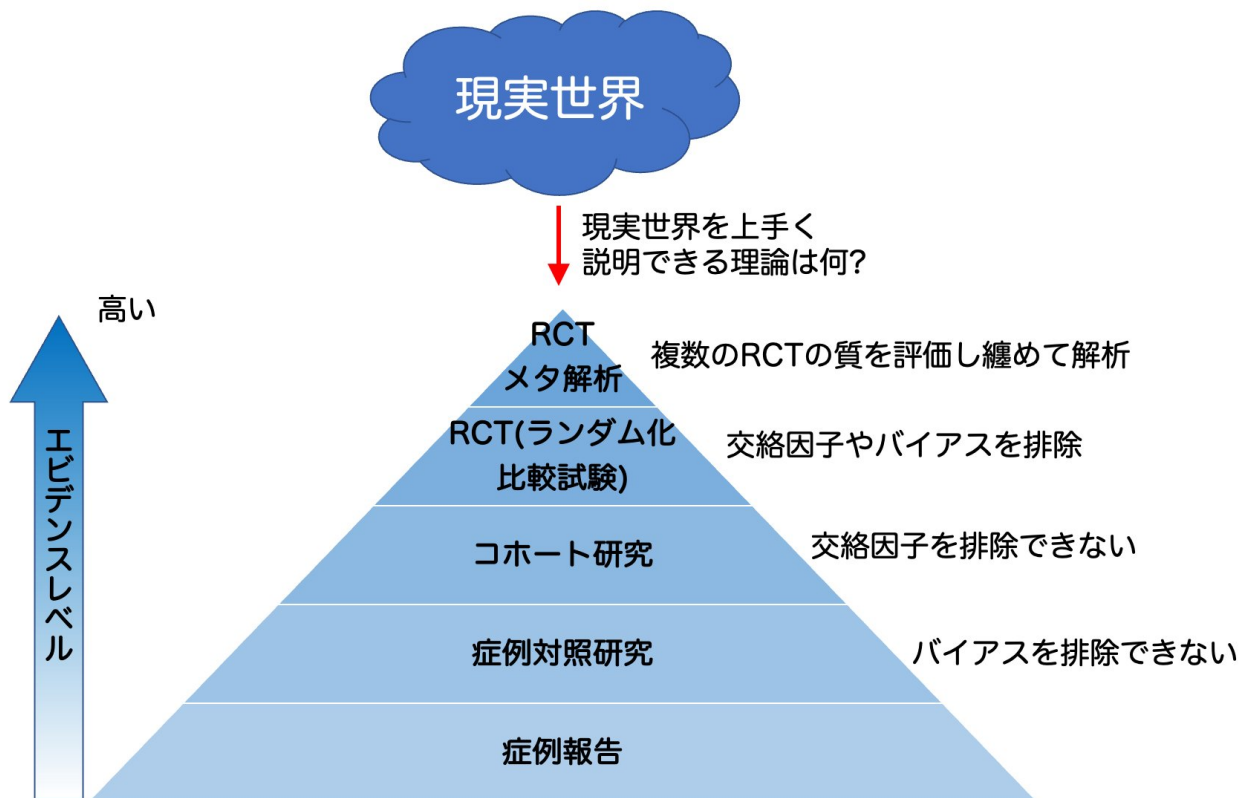 現実世界
現実世界を上手く
説明できる理論は何?
高い
エビデンスレベル
RCT
メタ解析
複数のRCTの質を評価し纏めて解析
RCT(ランダム化
比較試験)
交絡因子やバイアスを排除
コホート研究
交絡因子を排除できない
症例対照研究
バイアスを排除できない
症例報告